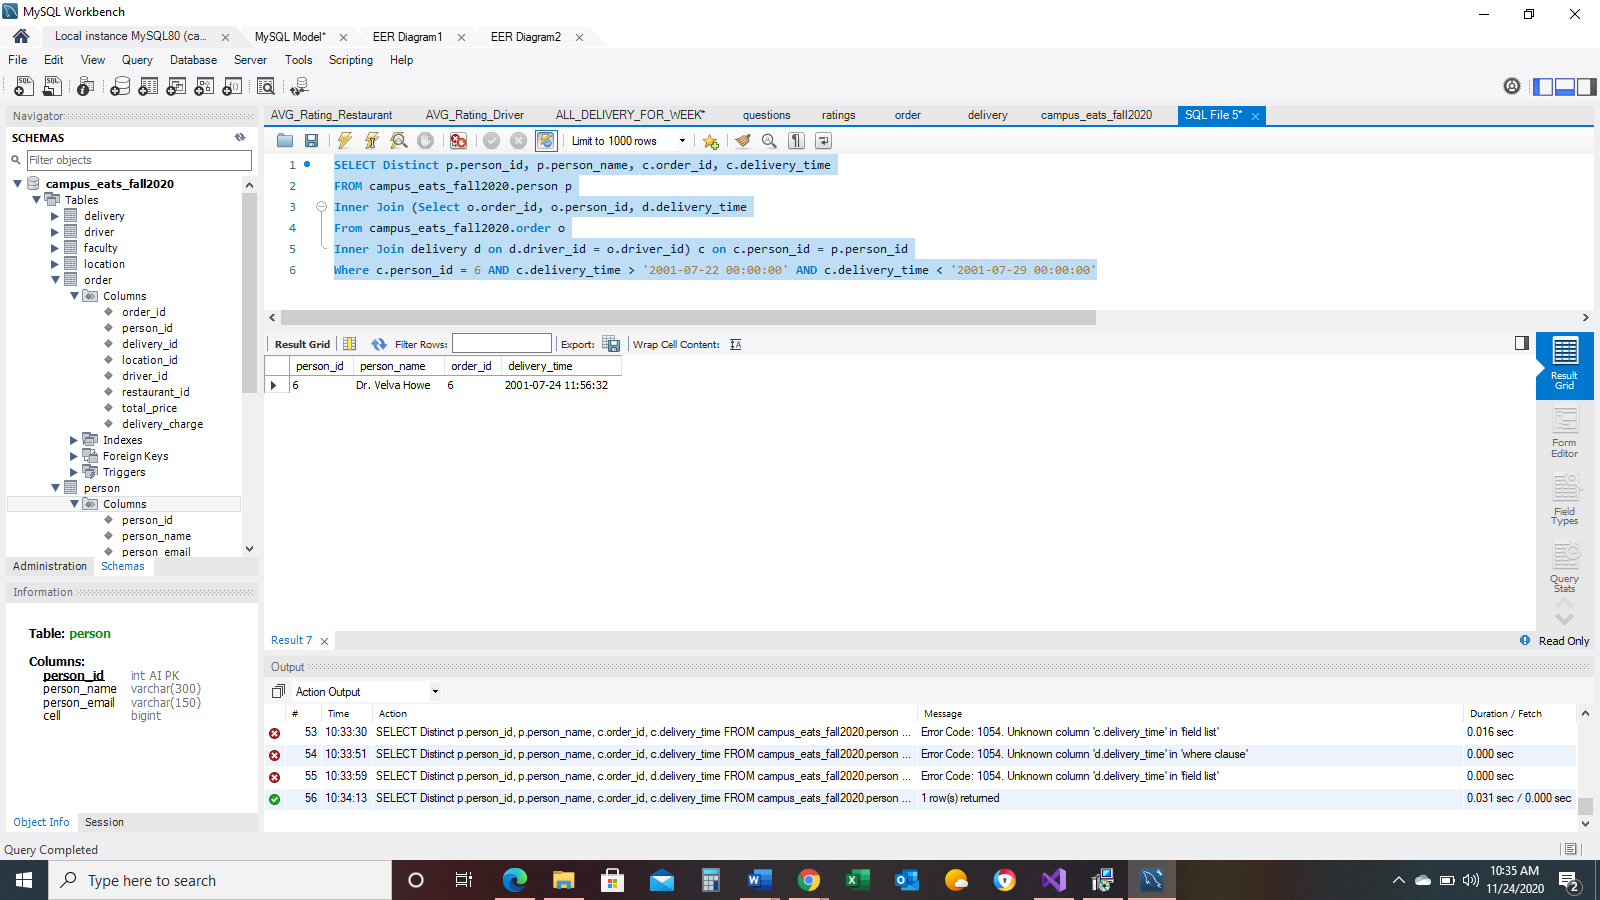 MySQL Workbench
Local instance MySQL80 (ca...
MySQL Model*
EER Diagram1
EER Diagram2
File Edit View Query Database Server Tools Scripting Help
Navigator
SCHEMAS
Filter objects
campus_eats_fall2020
Tables
delivery
driver
faculty
location
order
Columns
order_id
person_id
delivery_id
location_id
driver_id
restaurant_id
total_price
delivery_charge
Indexes
Foreign Keys
Triggers
person
Columns
person_id
person_name
person_email
Administration Schemas
Information
Table: person
Columns:
person_id int AI PK
person_name varchar(300)
person_email varchar(150)
cell bigint
Object Info Session
Query Completed
AVG_Rating_Restaurant AVG_Rating_Driver ALL_DELIVERY_FOR_WEEK* questions ratings order delivery campus_eats_fall2020 SQL File 5*
Limit to 1000 rows
1 SELECT Distinct p.person_id, p.person_name, c.order_id, c.delivery_time
2 FROM campus_eats_fall2020.person p
3 Inner Join (Select o.order_id, o.person_id, d.delivery_time
4 From campus_eats_fall2020.order o
5 Inner Join delivery d on d.driver_id = o.driver_id) c on c.person_id = p.person_id
6 Where c.person_id = 6 AND c.delivery_time > '2001-07-22 00:00:00' AND c.delivery_time < '2001-07-29 00:00:00'
Result Grid Filter Rows: Export: Wrap Cell Content:
person_id person_name order_id delivery_time
6 Dr. Velva Howe 6 2001-07-24 11:56:32
Result
Grid
Form
Editor
Field
Types
Query
Stats
Result 7
Read Only
Output
Action Output
# Time Action Message Duration / Fetch
53 10:33:30 SELECT Distinct p.person_id, p.person_name, c.order_id, c.delivery_time FROM campus_eats_fall2020.person ... Error Code: 1054. Unknown column 'c.delivery_time' in 'field list' 0.016 sec
54 10:33:51 SELECT Distinct p.person_id, p.person_name, c.order_id, c.delivery_time FROM campus_eats_fall2020.person ... Error Code: 1054. Unknown column 'd.delivery_time' in 'where clause' 0.000 sec
55 10:33:59 SELECT Distinct p.person_id, p.person_name, c.order_id, d.delivery_time FROM campus_eats_fall2020.person ... Error Code: 1054. Unknown column 'd.delivery_time' in 'field list' 0.000 sec
56 10:34:13 SELECT Distinct p.person_id, p.person_name, c.order_id, c.delivery_time FROM campus_eats_fall2020.person ... 1 row(s) returned 0.031 sec / 0.000 sec
Type here to search
10:35 AM
11/24/2020
2